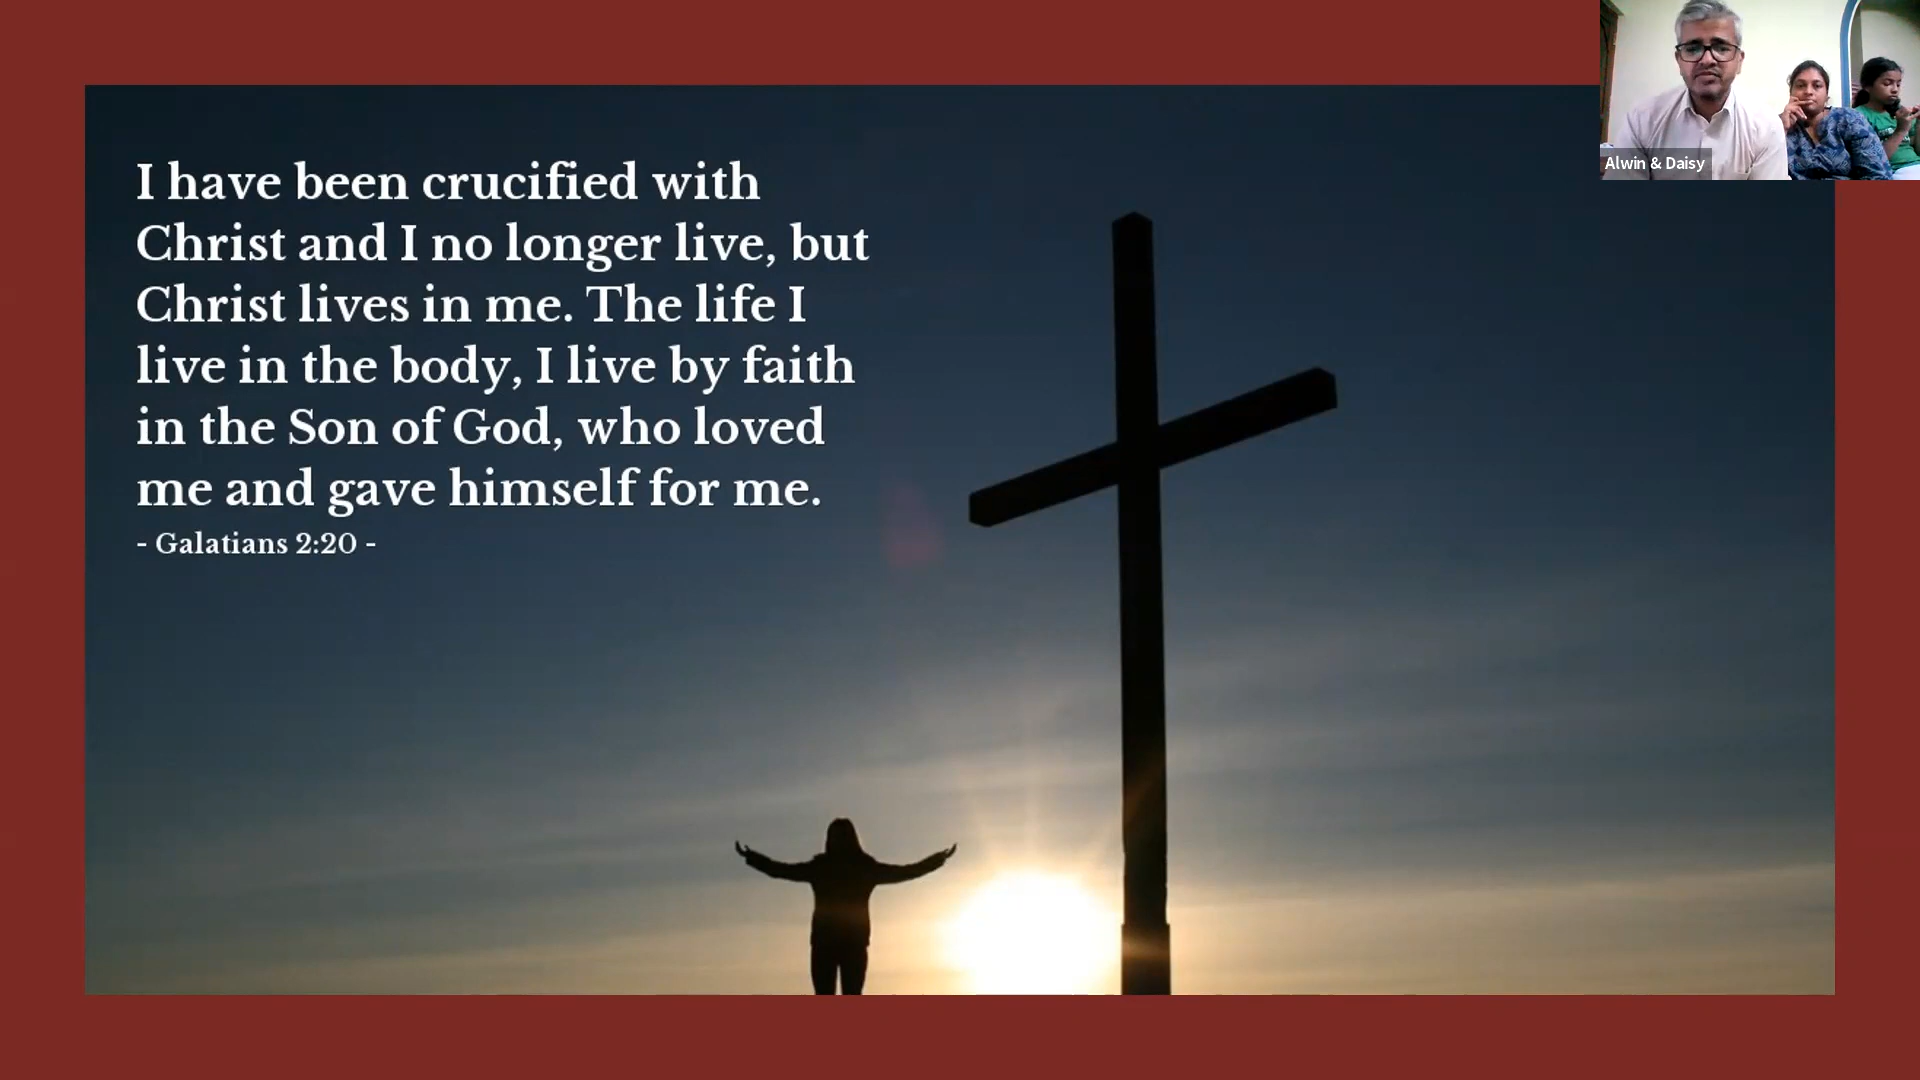 I have been crucified with
Christ and I no longer live, but
Christ lives in me. The life I
live in the body, I live by faith
in the Son of God, who loved
me and gave himself for me.
- Galatians 2:20 -
Alwin & Daisy